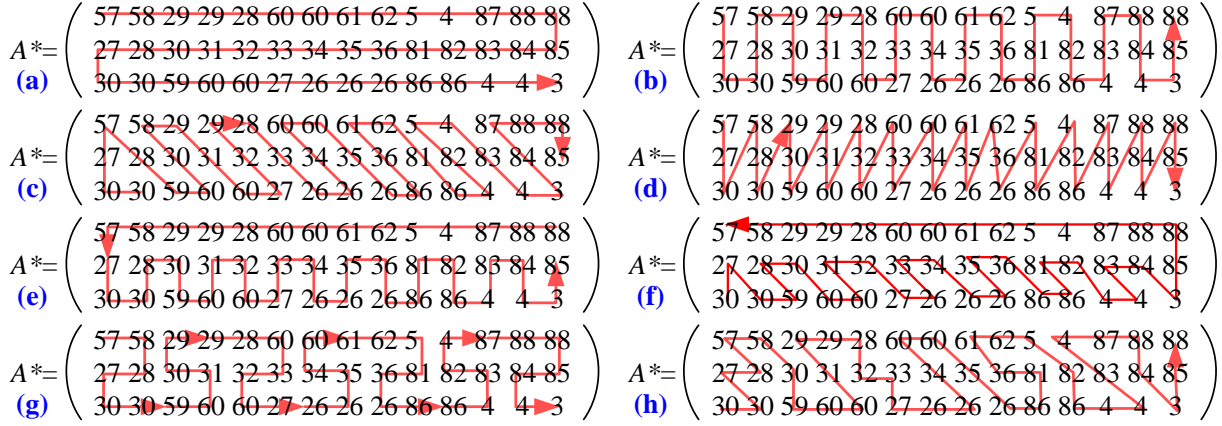 57 58 29 29 28 60 60 61 62 5 4 87 88 88
A*= 27 28 30 31 32 33 34 35 36 81 82 83 84 85
(a) 30 30 59 60 60 27 26 26 26 86 86 4 4 3
57 58 29 29 28 60 60 61 62 5 4 87 88 88
A*= 27 28 30 31 32 33 34 35 36 81 82 83 84 85
(b) 30 30 59 60 60 27 26 26 26 86 86 4 4 3
57 58 29 29 28 60 60 61 62 5 4 87 88 88
A*= 27 28 30 31 32 33 34 35 36 81 82 83 84 85
(c) 30 30 59 60 60 27 26 26 26 86 86 4 4 3
57 58 29 29 28 60 60 61 62 5 4 87 88 88
A*= 27 28 30 31 32 33 34 35 36 81 82 83 84 85
(d) 30 30 59 60 60 27 26 26 26 86 86 4 4 3
57 58 29 29 28 60 60 61 62 5 4 87 88 88
A*= 27 28 30 31 32 33 34 35 36 81 82 83 84 85
(e) 30 30 59 60 60 27 26 26 26 86 86 4 4 3
57 58 29 29 28 60 60 61 62 5 4 87 88 88
A*= 27 28 30 31 32 33 34 35 36 81 82 83 84 85
(f) 30 30 59 60 60 27 26 26 26 86 86 4 4 3
57 58 29 29 28 60 60 61 62 5 4 87 88 88
A*= 27 28 30 31 32 33 34 35 36 81 82 83 84 85
(g) 30 30 59 60 60 27 26 26 26 86 86 4 4 3
57 58 29 29 28 60 60 61 62 5 4 87 88 88
A*= 27 28 30 31 32 33 34 35 36 81 82 83 84 85
(h) 30 30 59 60 60 27 26 26 26 86 86 4 4 3